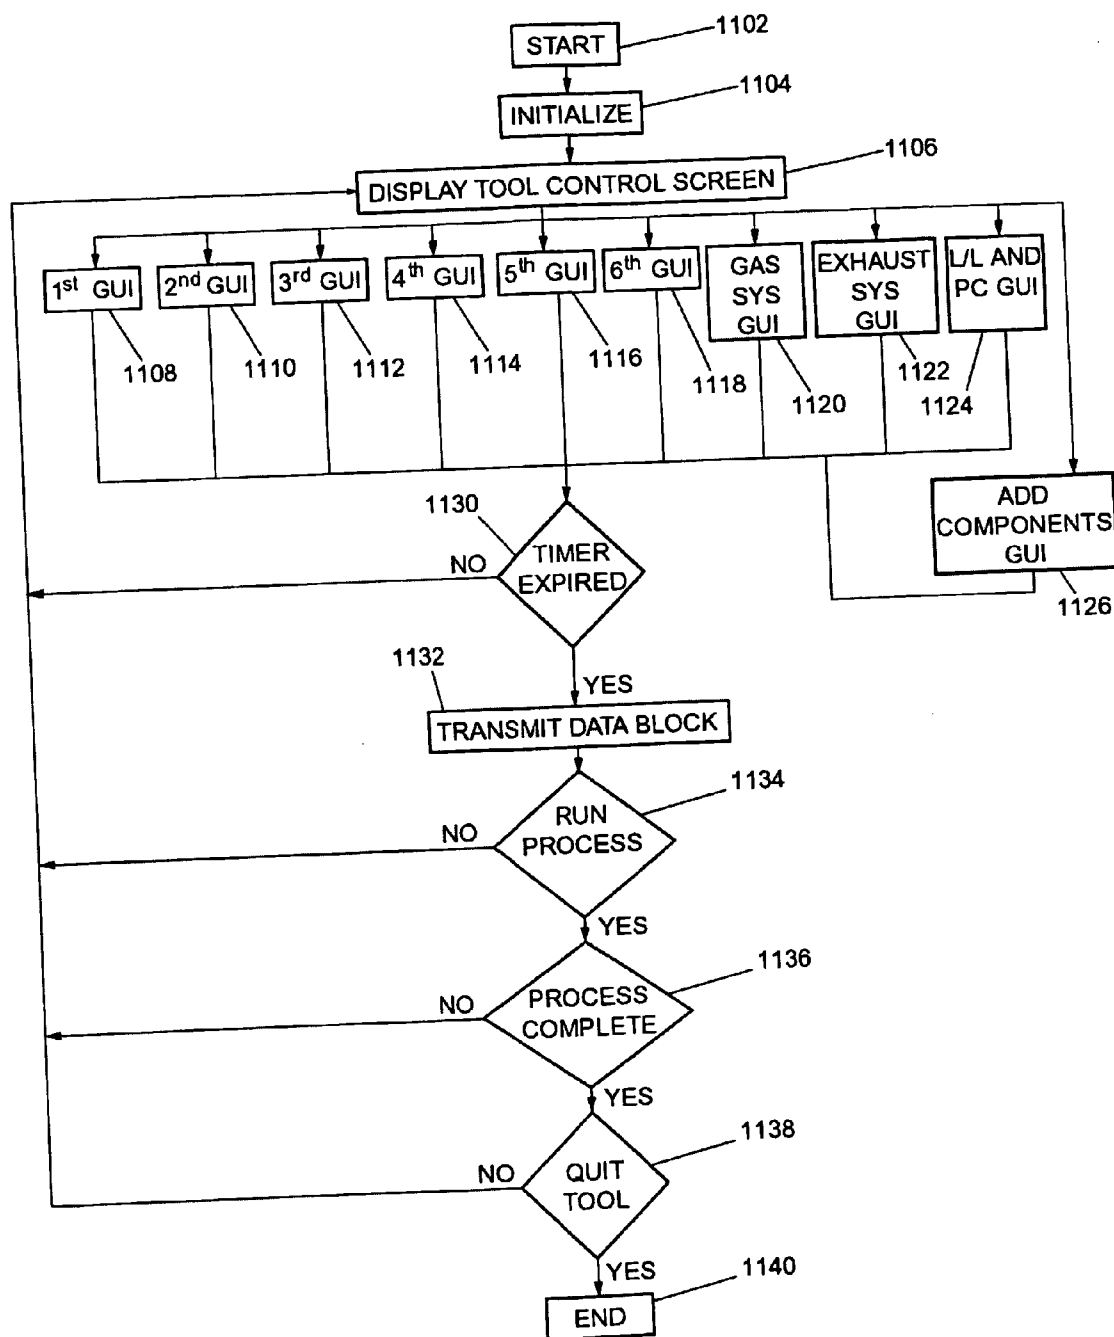 START
1102
INITIALIZE
1104
DISPLAY TOOL CONTROL SCREEN
1106
1st GUI
2nd GUI
3rd GUI
4th GUI
5th GUI
6th GUI
GAS
SYS
GUI
EXHAUST
SYS
GUI
L/L AND
PC GUI
1108
1110
1112
1114
1116
1118
1120
1122
1124
ADD
COMPONENTS
GUI
1126
1130
TIMER
EXPIRED
NO
YES
1132
TRANSMIT DATA BLOCK
1134
RUN
PROCESS
NO
YES
1136
PROCESS
COMPLETE
NO
YES
1138
QUIT
TOOL
NO
YES
1140
END